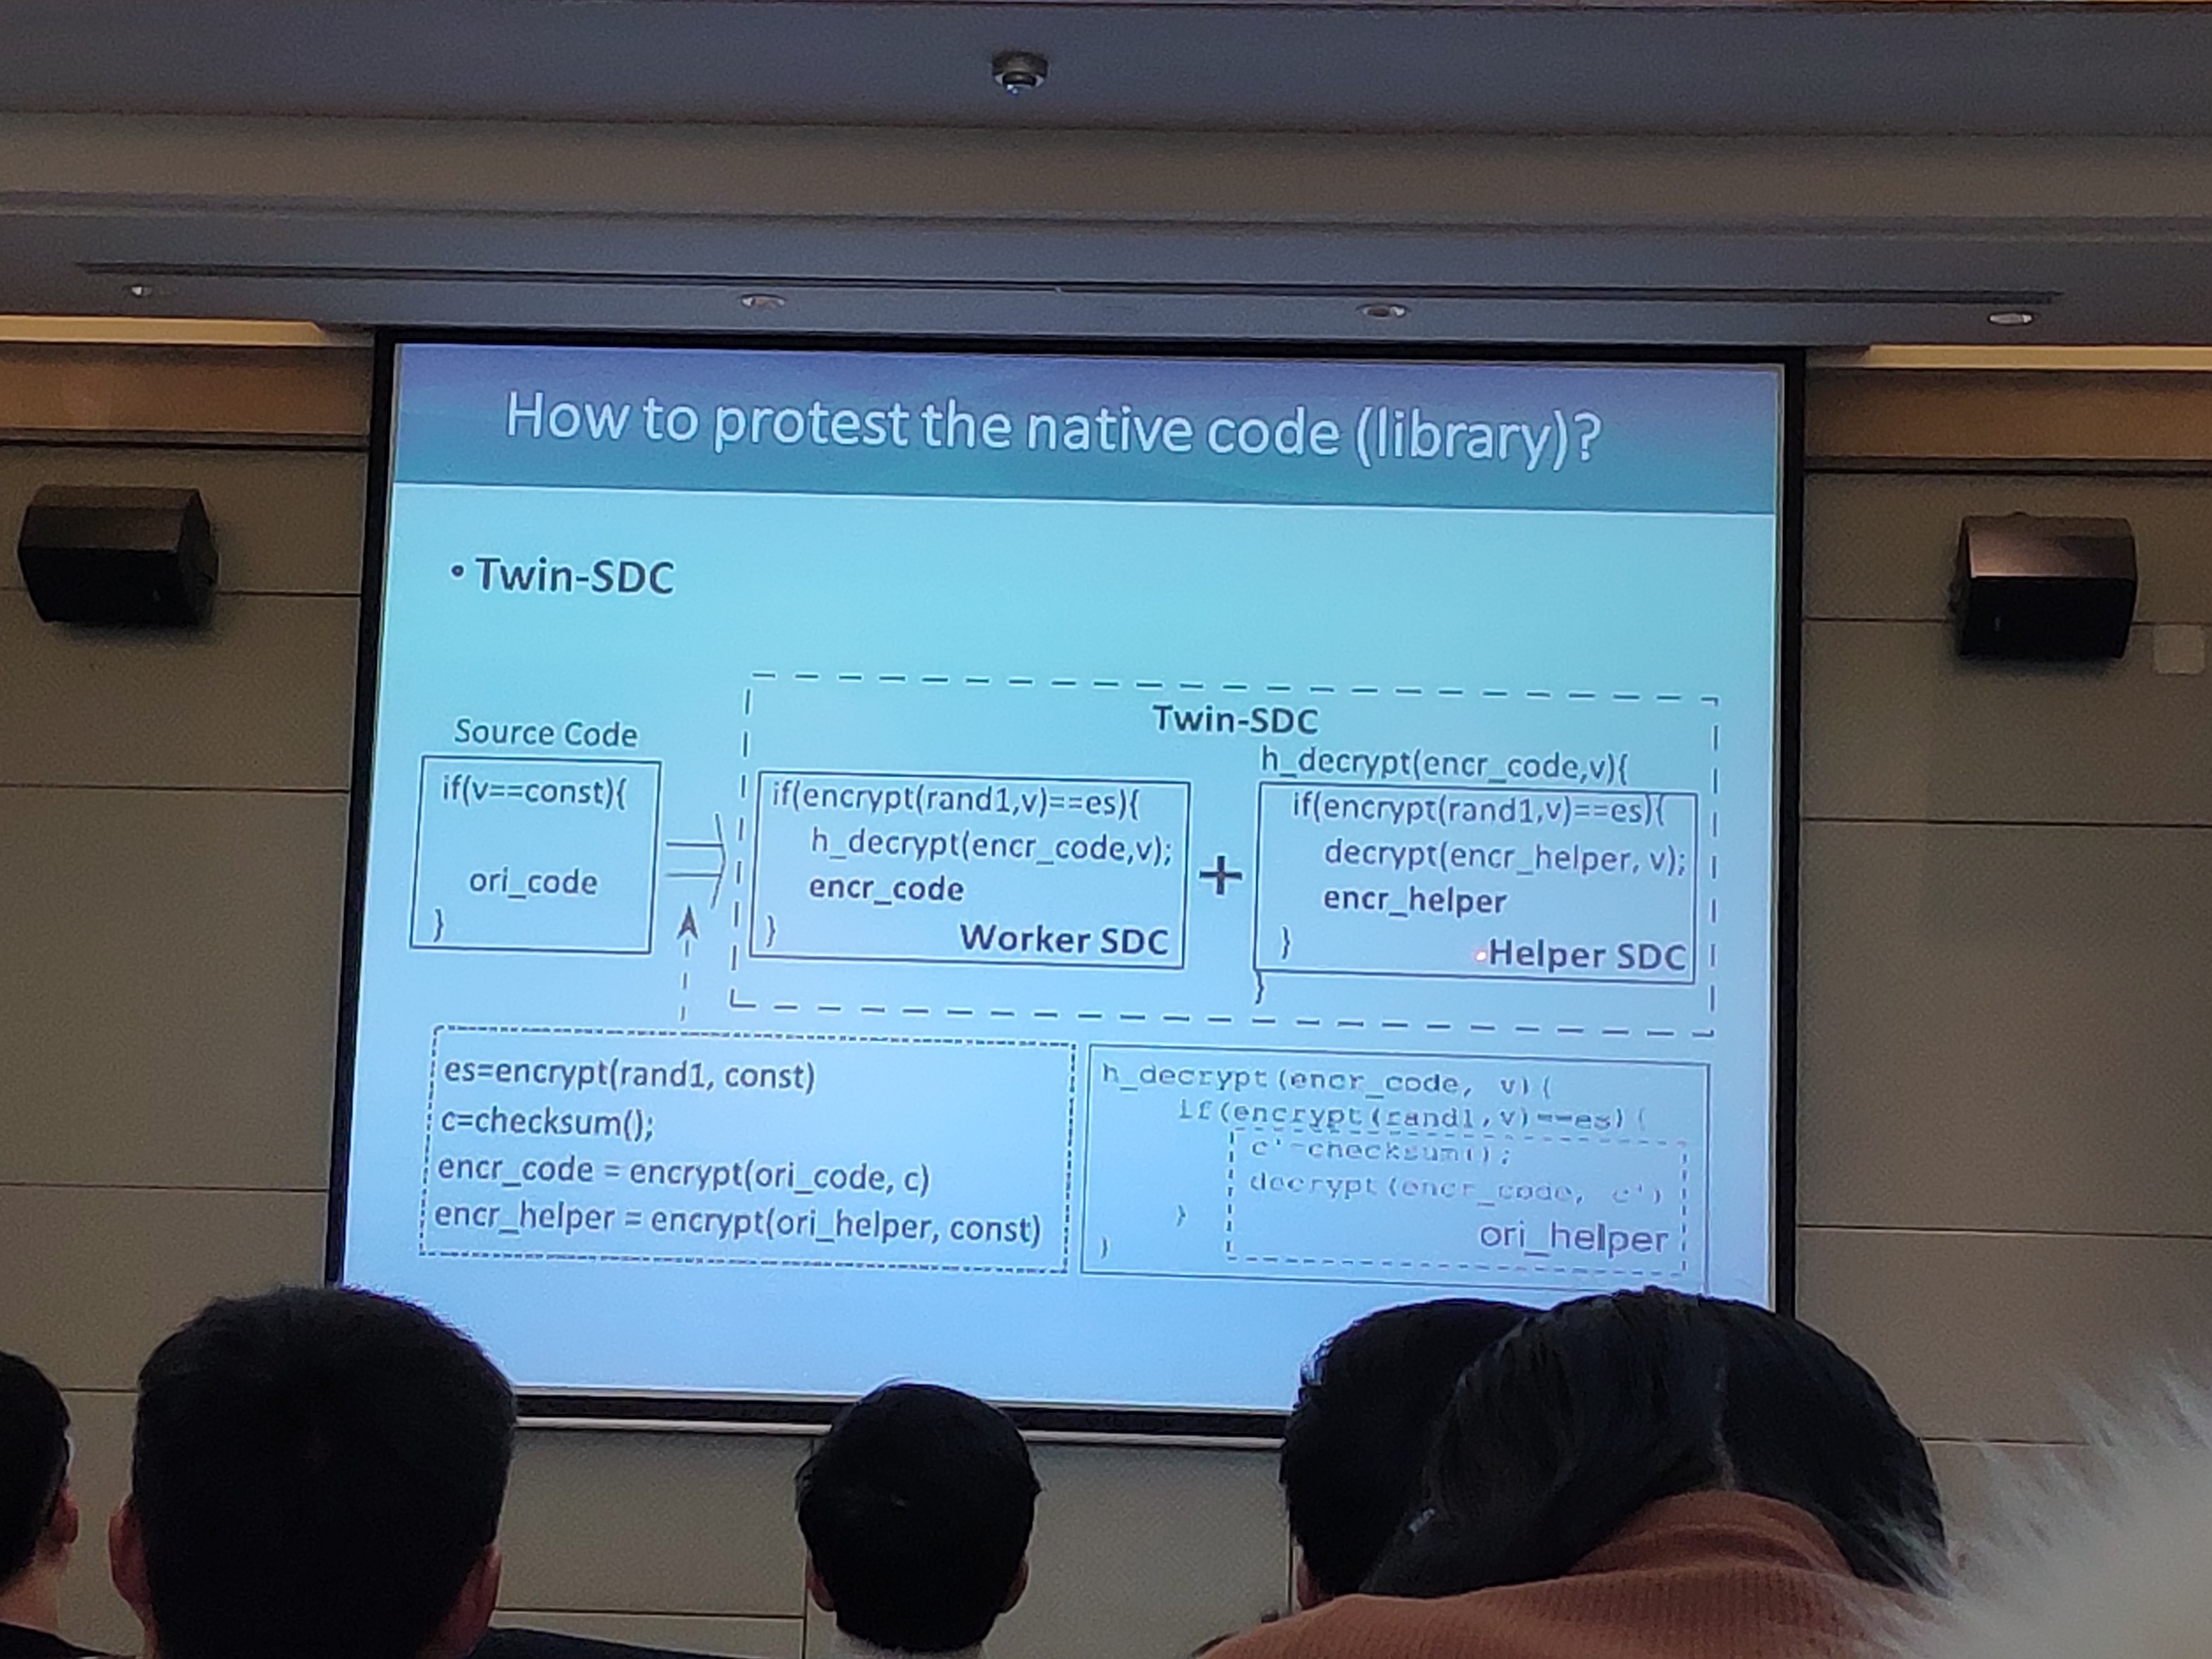 How to protest the native code (library)?
• Twin-SDC
Source Code
if(v==const){
ori_code
}
Twin-SDC
if(encrypt(rand1,v)==es){
h_decrypt(encr_code,v);
encr_code
}
Worker SDC
+
h_decrypt(encr_code,v){
if(encrypt(rand1,v)==es){
decrypt(encr_helper, v);
encr_helper
}
Helper SDC
}
es=encrypt(rand1, const)
c=checksum();
encr_code = encrypt(ori_code, c)
encr_helper = encrypt(ori_helper, const)
h_decrypt(encr_code, v){
if(encrypt(rand1,v)==es){
c'=checksum();
decrypt(encr_code, c')
ori_helper
}
}